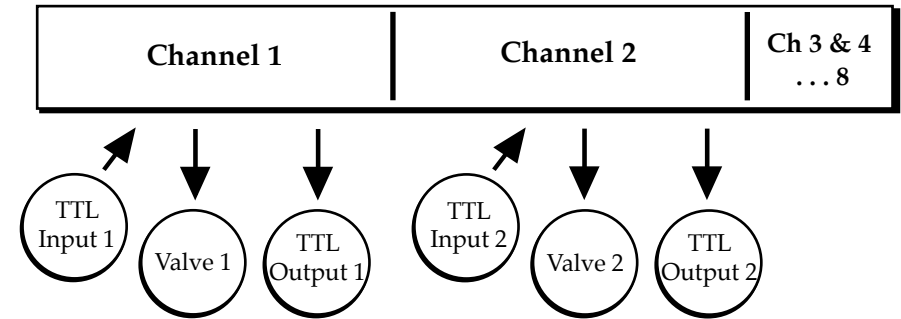 Channel 1
Channel 2
Ch 3 & 4
. . . 8
TTL
Input 1
Valve 1
TTL
Output 1
TTL
Input 2
Valve 2
TTL
Output 2